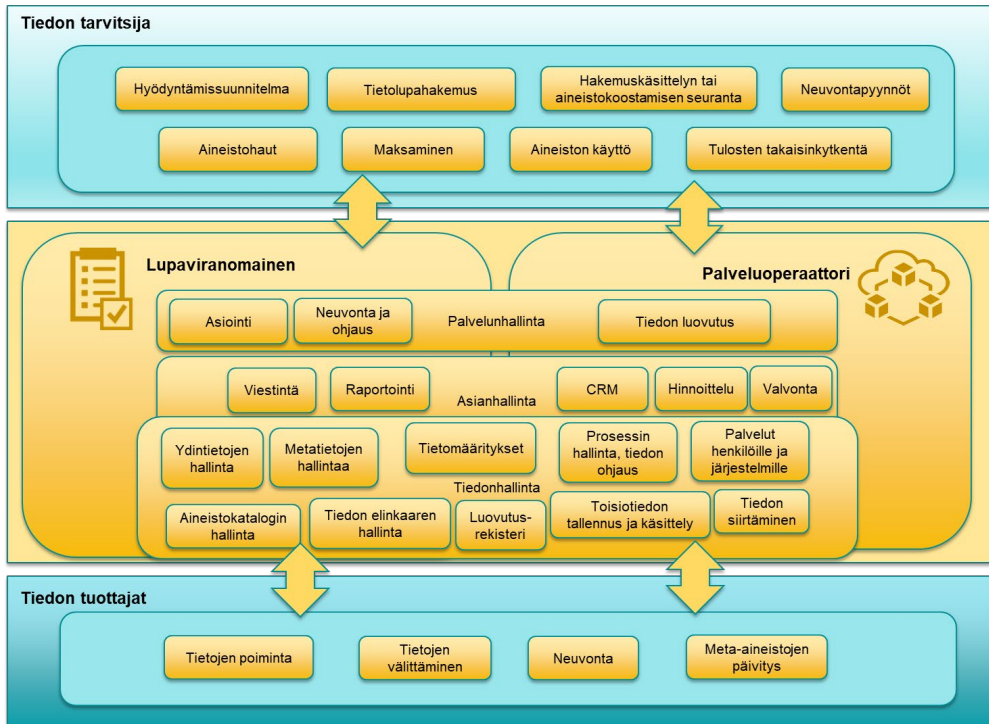 Tiedon tarvitsija
Hyödyntämissuunnitelma
Tietolupahakemus
Hakemuskäsittelyn tai
aineistokoostamisen seuranta
Neuvontapyynnöt
Aineistohaut
Maksaminen
Aineiston käyttö
Tulosten takaisinkytkentä
Lupaviranomainen
Palveluoperaattori
Asiointi
Neuvonta ja
ohjaus
Palvelunhallinta
Tiedon luovutus
Viestintä
Raportointi
Asianhallinta
CRM
Hinnoittelu
Valvonta
Ydintietojen
hallinta
Metatietojen
hallintaa
Tietomääritykset
Prosessin
hallinta, tiedon
ohjaus
Palvelut
henkilöille ja
järjestelmille
Tiedonhallinta
Aineistokatalogin
hallinta
Tiedon elinkaaren
hallinta
Luovutus-
rekisteri
Toisiotiedon
tallennus ja käsittely
Tiedon
siirtäminen
Tiedon tuottajat
Tietojen poiminta
Tietojen
välittäminen
Neuvonta
Meta-aineistojen
päivitys